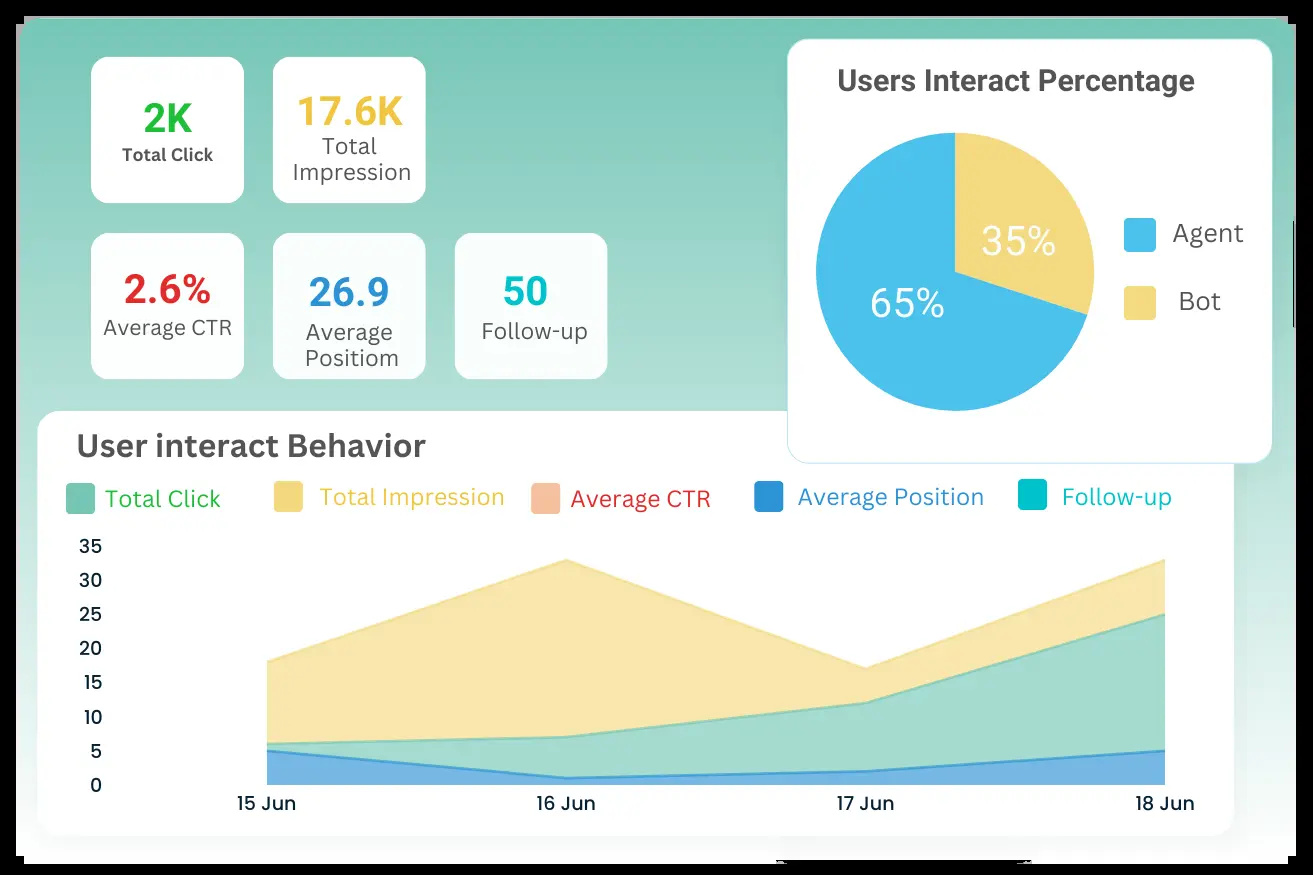 2K
Total Click
17.6K
Total
Impression
2.6%
Average CTR
26.9
Average
Positiom
50
Follow-up
Users Interact Percentage
35%
65%
Agent
Bot
User interact Behavior
Total Click Total Impression Average CTR Average Position Follow-up
35
30
25
20
15
10
5
0
15 Jun 16 Jun 17 Jun 18 Jun